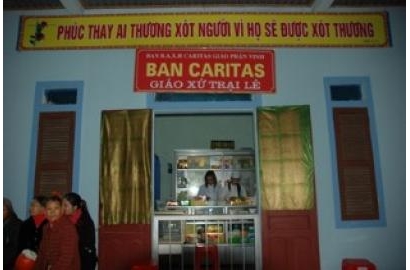 PHÚC THAY AI THƯƠNG XÓT NGƯỜI VÌ HỌ SẼ ĐƯỢC XÓT THƯƠNG
BAN CARITAS
GIÁO XỨ TRẠI LÊ